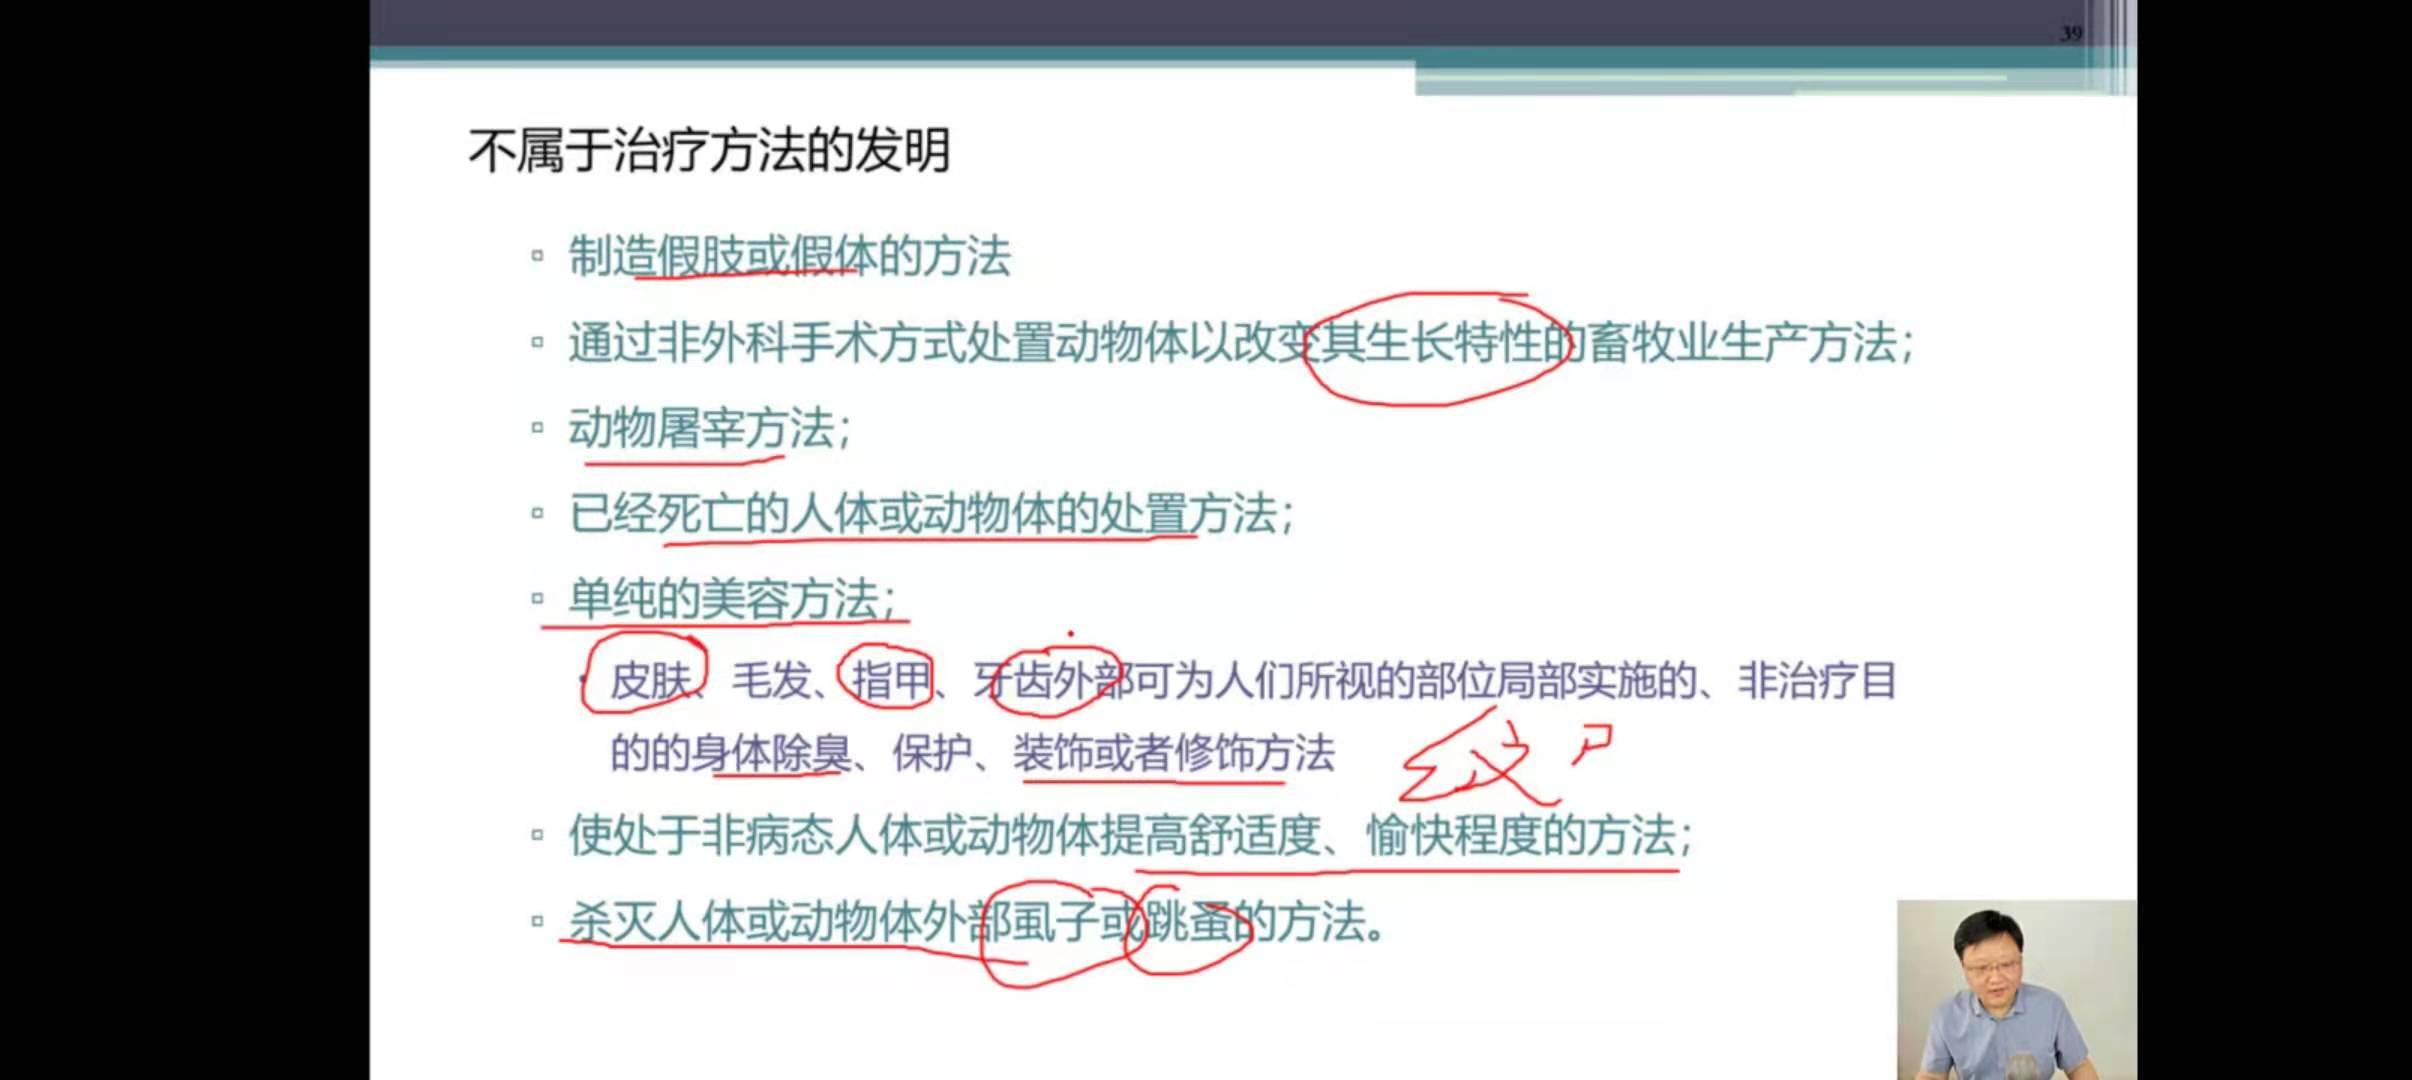 39
不属于治疗方法的发明
▫ 制造假肢或假体的方法
▫ 通过非外科手术方式处置动物体以改变其生长特性的畜牧业生产方法；
▫ 动物屠宰方法；
▫ 已经死亡的人体或动物体的处置方法；
▫ 单纯的美容方法；
· 皮肤、毛发、指甲、牙齿外部可为人们所视的部位局部实施的、非治疗目
的的身体除臭、保护、装饰或者修饰方法
纹
▫ 使处于非病态人体或动物体提高舒适度、愉快程度的方法；
▫ 杀灭人体或动物体外部虱子或跳蚤的方法。